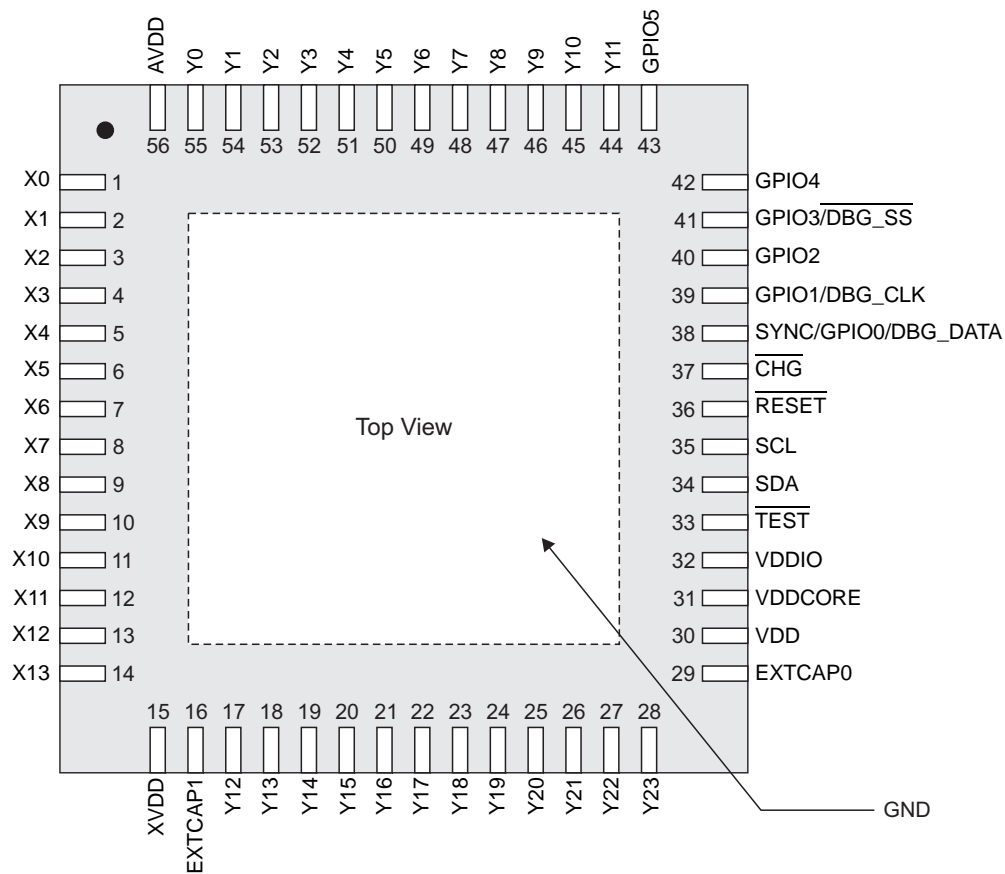 AVDD Y0 Y1 Y2 Y3 Y4 Y5 Y6 Y7 Y8 Y9 Y10 Y11 GPIO5
56 55 54 53 52 51 50 49 48 47 46 45 44 43
X0 1 42 GPIO4
X1 2 41 GPIO3/DBG_SS
X2 3 40 GPIO2
X3 4 39 GPIO1/DBG_CLK
X4 5 38 SYNC/GPIO0/DBG_DATA
X5 6 37 CHG
X6 7 36 RESET
Top View
X7 8 35 SCL
X8 9 34 SDA
X9 10 33 TEST
X10 11 32 VDDIO
X11 12 31 VDDCORE
X12 13 30 VDD
X13 14 29 EXTCAP0
15 16 17 18 19 20 21 22 23 24 25 26 27 28
XVDD EXTCAP1 Y12 Y13 Y14 Y15 Y16 Y17 Y18 Y19 Y20 Y21 Y22 Y23
GND